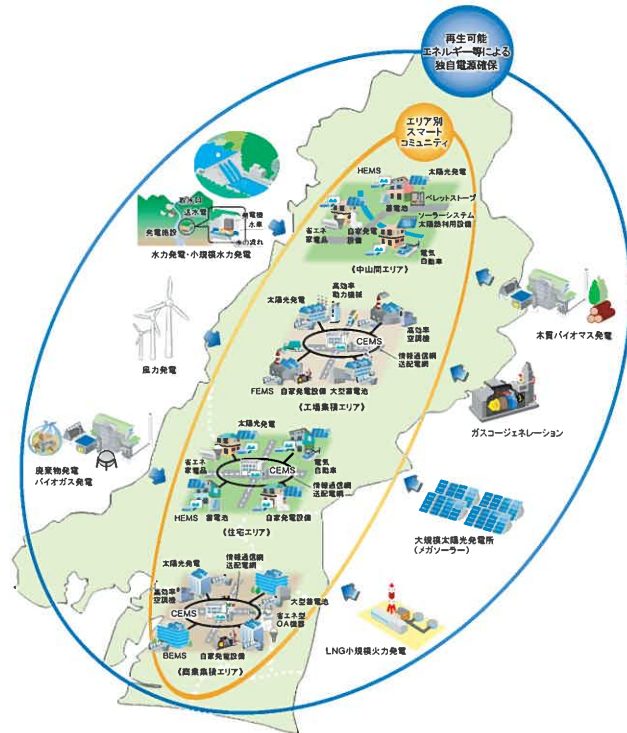 再生可能
エネルギー等による
独自電源確保
エリア別
スマート
コミュニティ
HEMS
太陽光発電
蓄電池
ペレットストーブ
ソーラーシステム
太陽熱利用設備
省エネ
家電品
自家発電
設備
電気
自動車
《中山間エリア》
取水口
送水管
発電機
水車
発電施設
水の流れ
水力発電・小規模水力発電
風力発電
木質バイオマス発電
太陽光発電
高効率
動力機械
高効率
空調機
CEMS
情報通信網
送配電網
FEMS
自家発電設備
大型蓄電池
《工場集積エリア》
ガスコージェネレーション
廃棄物発電
バイオガス発電
太陽光発電
省エネ
家電品
CEMS
電気
自動車
情報通信網
送配電網
HEMS
蓄電池
自家発電設備
《住宅エリア》
大規模太陽光発電所
(メガソーラー)
太陽光発電
情報通信網
送配電網
高効率
空調機
CEMS
大型蓄電池
省エネ型
OA機器
BEMS
自家発電設備
《商業集積エリア》
LNG小規模火力発電